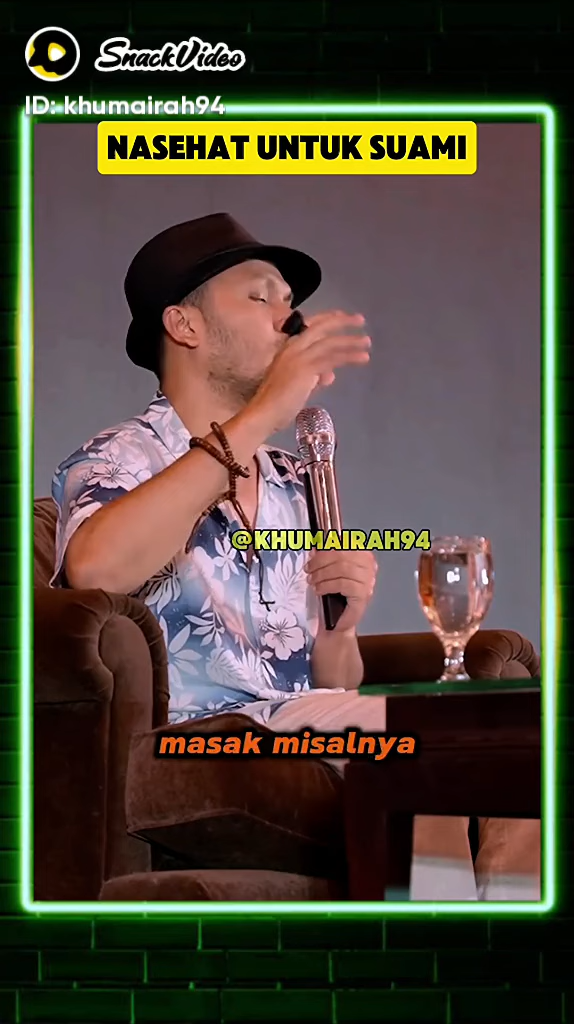 SnackVideo
ID: khumairah94
NASEHAT UNTUK SUAMI
@KHUMAIRAH94
masak misalnya